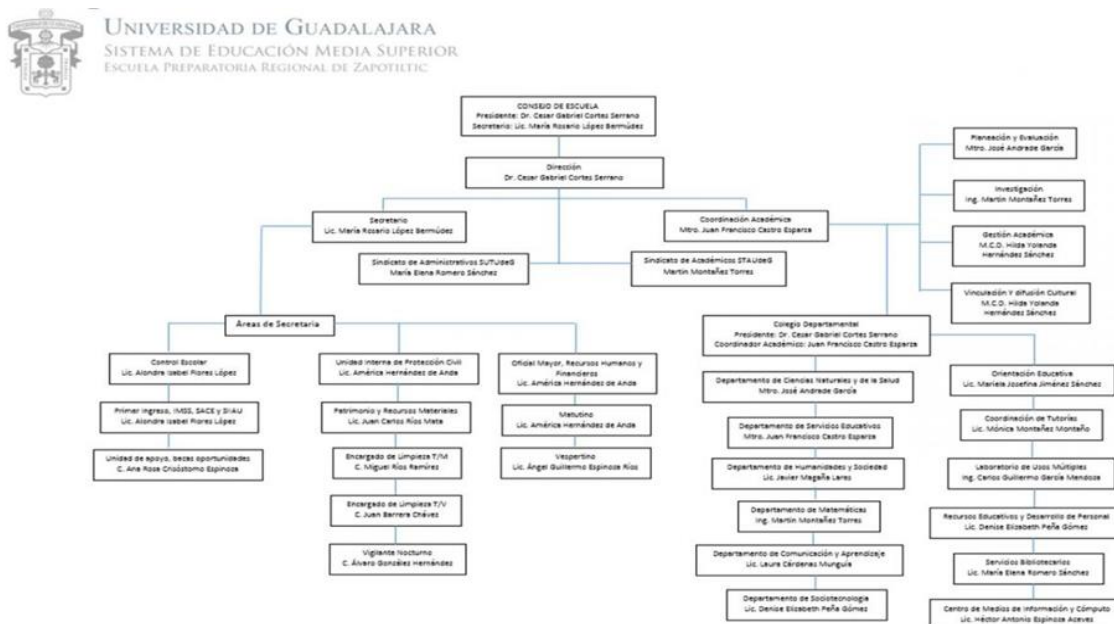 UNIVERSIDAD DE GUADALAJARA
SISTEMA DE EDUCACIÓN MEDIA SUPERIOR
ESCUELA PREPARATORIA REGIONAL DE ZAPOTILTIC
CONSEJO DE ESCUELA
Presidente: Dr. Cesar Gabriel Cortes Serrano
Secretario: Lic. María Rosario López Bermúdez
Dirección
Dr. Cesar Gabriel Cortes Serrano
Secretario
Lic. María Rosario López Bermúdez
Coordinación Académica
Mtro. Juan Francisco Castro Esparza
Sindicato de Administrativos SUTUdeG
María Elena Romero Sánchez
Sindicato de Académicos STAUdeG
Martin Montañez Torres
Planeación y Evaluación
Mtro. José Andrade García
Investigación
Ing. Martin Montañez Torres
Gestión Académica
M.C.D. Hilda Yolanda
Hernández Sánchez
Vinculación Y difusión Cultural
M.C.D. Hilda Yolanda
Hernández Sánchez
Áreas de Secretaria
Control Escolar
Lic. Alondra Isabel Flores López
Primer ingreso, IMSS, SACE y SIIAU
Lic. Alondra Isabel Flores López
Unidad de apoyo, becas oportunidades
C. Ana Rosa Crisóstomo Espinoza
Unidad Interna de Protección Civil
Lic. América Hernández de Anda
Patrimonio y Recursos Materiales
Lic. Juan Carlos Ríos Mata
Encargado de Limpieza T/M
C. Miguel Ríos Ramírez
Encargado de Limpieza T/V
C. Juan Barrera Cháves
Vigilante Nocturno
C. Álvaro González Hernández
Oficial Mayor, Recursos Humanos y
Financieros
Lic. América Hernández de Anda
Matutino
Lic. América Hernández de Anda
Vespertino
Lic. Ángel Guillermo Espinoza Ríos
Colegio Departamental
Presidente: Dr. Cesar Gabriel Cortes Serrano
Coordinador Académico: Juan Francisco Castro Esparza
Departamento de Ciencias Naturales y de la Salud
Mtro. José Andrade García
Departamento de Servicios Educativos
Mtro. Juan Francisco Castro Esparza
Departamento de Humanidades y Sociedad
Lic Javier Magaña Lares
Departamento de Matemáticas
Ing. Martin Montañez Torres
Departamento de Comunicación y Aprendizaje
Lic. Laura Cárdenas Munguía
Departamento de Sociotecnología
Lic. Denise Elizabeth Peña Gómez
Orientación Educativa
Lic. Mariela Josefina Jiménez Sánchez
Coordinación de Tutorías
Lic. Mónica Montañez Montaño
Laboratorio de Usos Múltiples
Ing. Carlos Guillermo García Mendoza
Recursos Educativos y Desarrollo de Personal
Lic. Denise Elizabeth Peña Gómez
Servicios Bibliotecarios
Lic. María Elena Romero Sánchez
Centro de Medios de Información y Cómputo
Lic. Héctor Antonio Espinoza Aceves